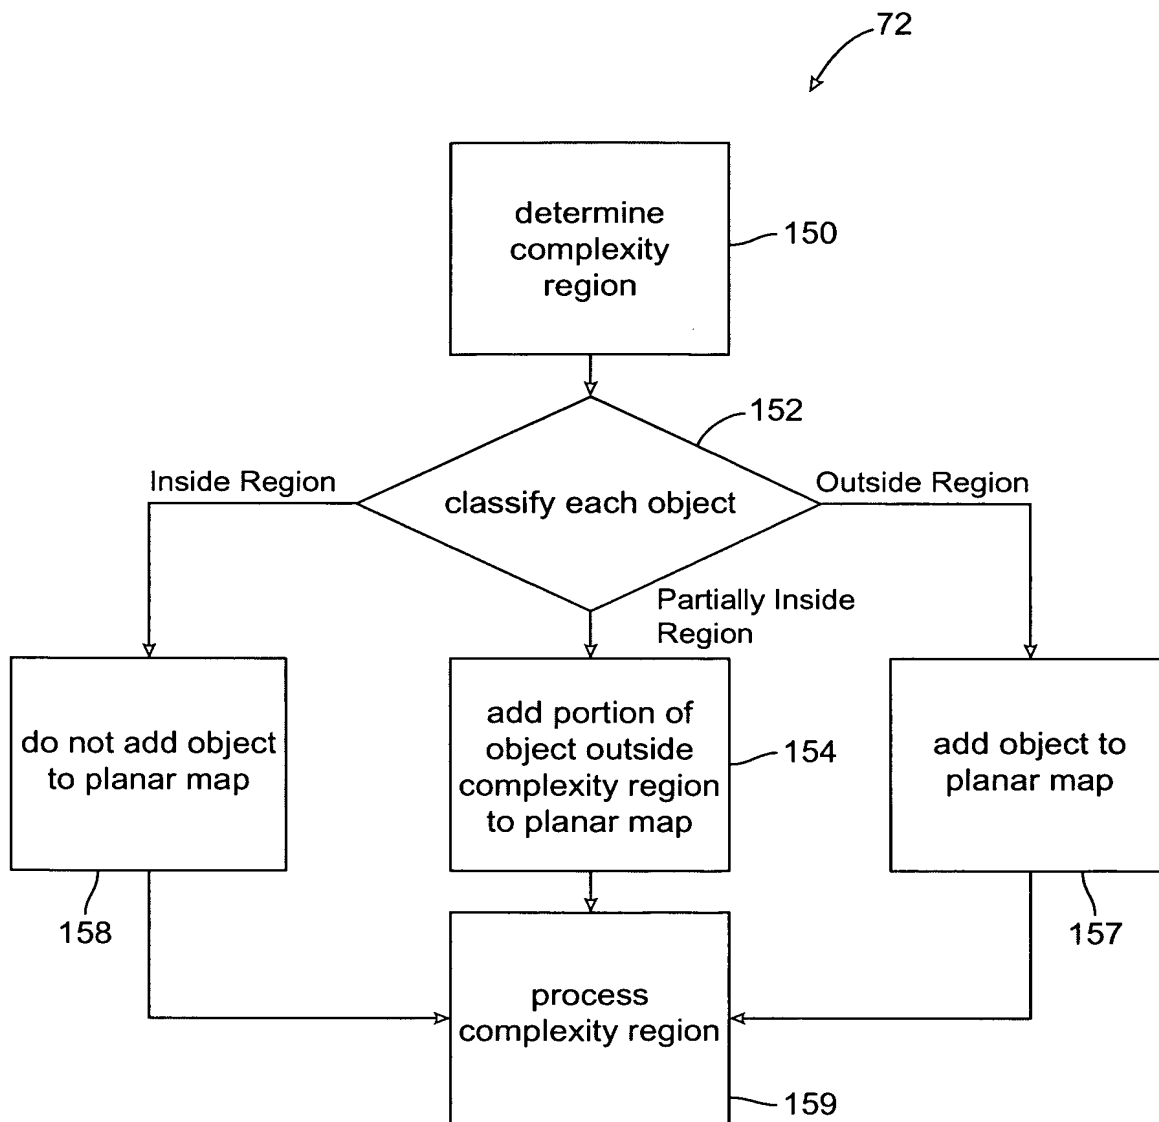 72
determine
complexity
region
150
152
Inside Region
classify each object
Outside Region
Partially Inside
Region
do not add object
to planar map
add portion of
object outside
complexity region
to planar map
154
add object to
planar map
158
157
process
complexity region
159